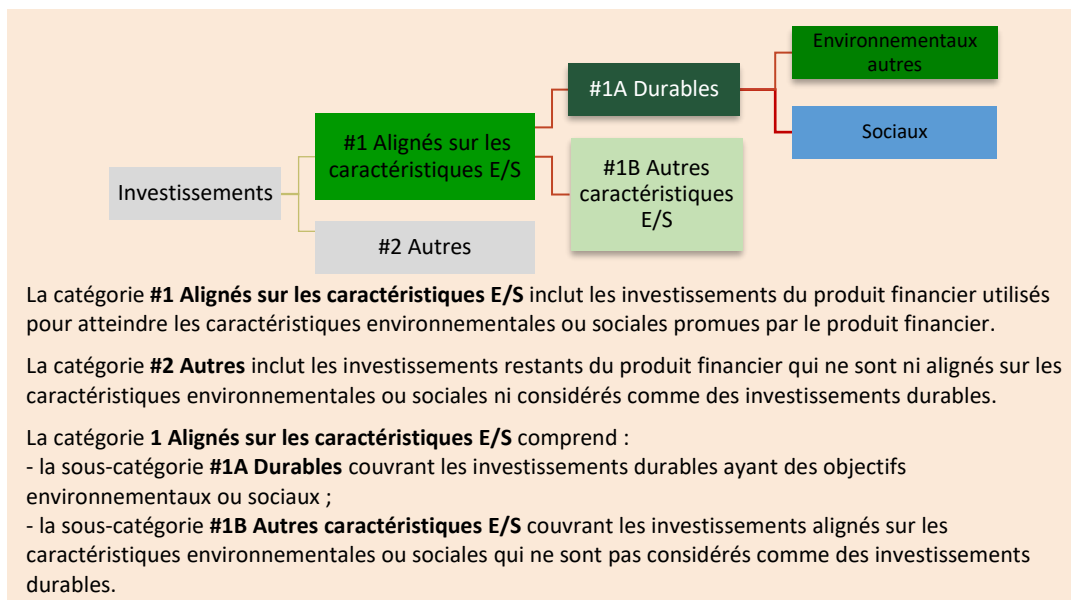 Environnementaux
autres
#1A Durables
Sociaux
#1 Alignés sur les
caractéristiques E/S
#1B Autres
caractéristiques
E/S
Investissements
#2 Autres
La catégorie #1 Alignés sur les caractéristiques E/S inclut les investissements du produit financier utilisés
pour atteindre les caractéristiques environnementales ou sociales promues par le produit financier.
La catégorie #2 Autres inclut les investissements restants du produit financier qui ne sont ni alignés sur les
caractéristiques environnementales ou sociales ni considérés comme des investissements durables.
La catégorie 1 Alignés sur les caractéristiques E/S comprend :
- la sous-catégorie #1A Durables couvrant les investissements durables ayant des objectifs
environnementaux ou sociaux ;
- la sous-catégorie #1B Autres caractéristiques E/S couvrant les investissements alignés sur les
caractéristiques environnementales ou sociales qui ne sont pas considérés comme des investissements
durables.